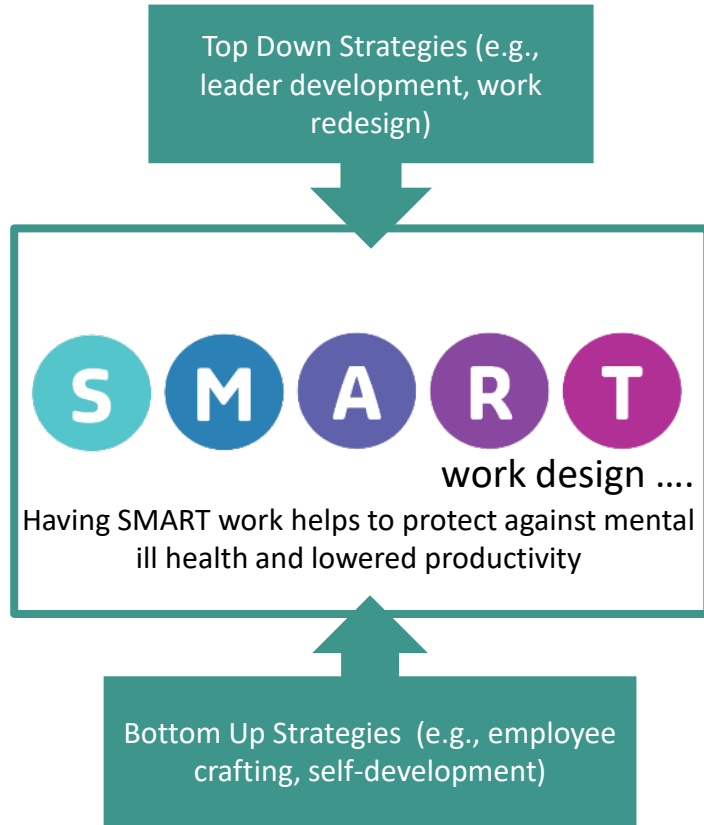 Top Down Strategies (e.g.,
leader development, work
redesign)
S M A R T
work design ....
Having SMART work helps to protect against mental
ill health and lowered productivity
Bottom Up Strategies  (e.g., employee
crafting, self-development)